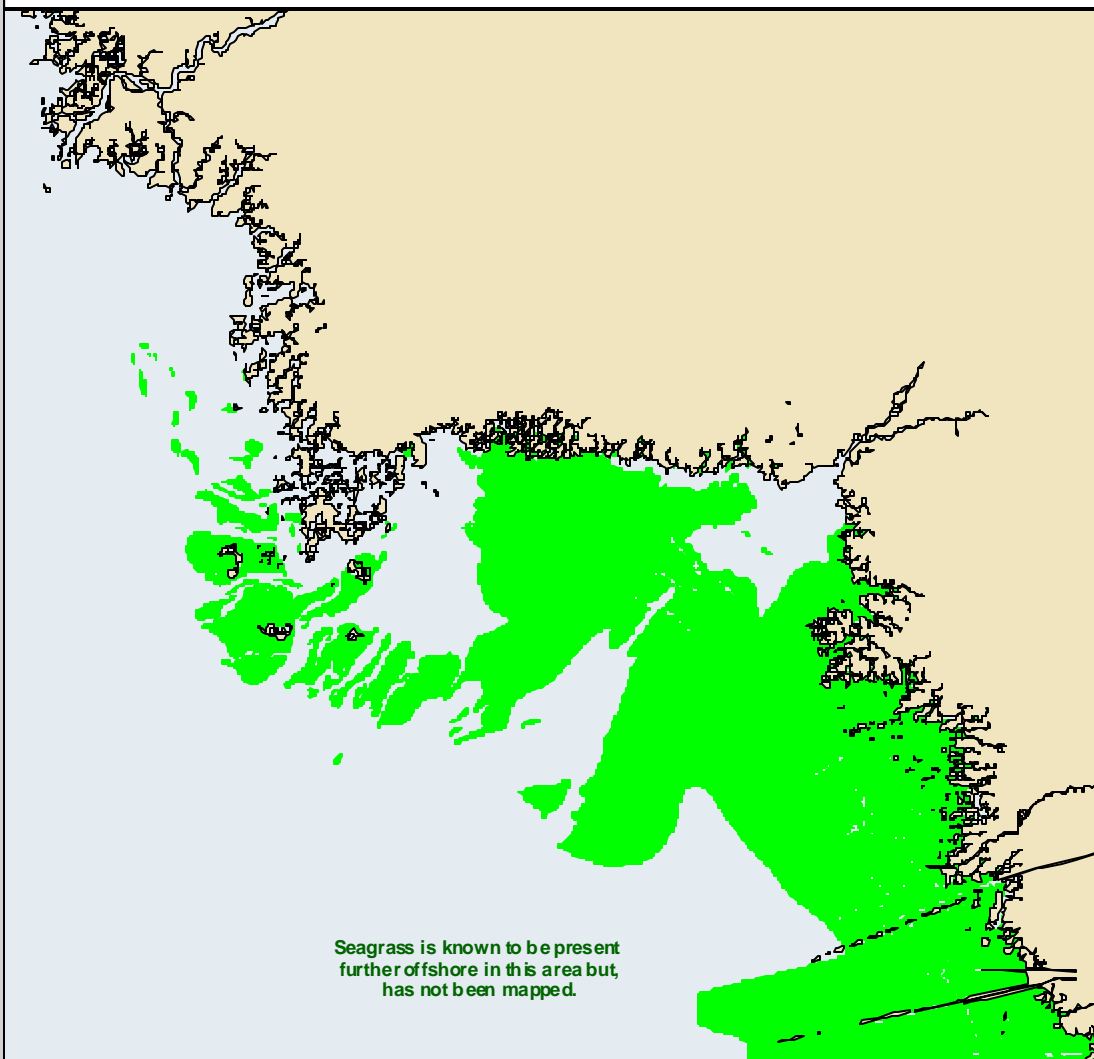 Seagrass is known to be present
further offshore in this area but,
has not been mapped.